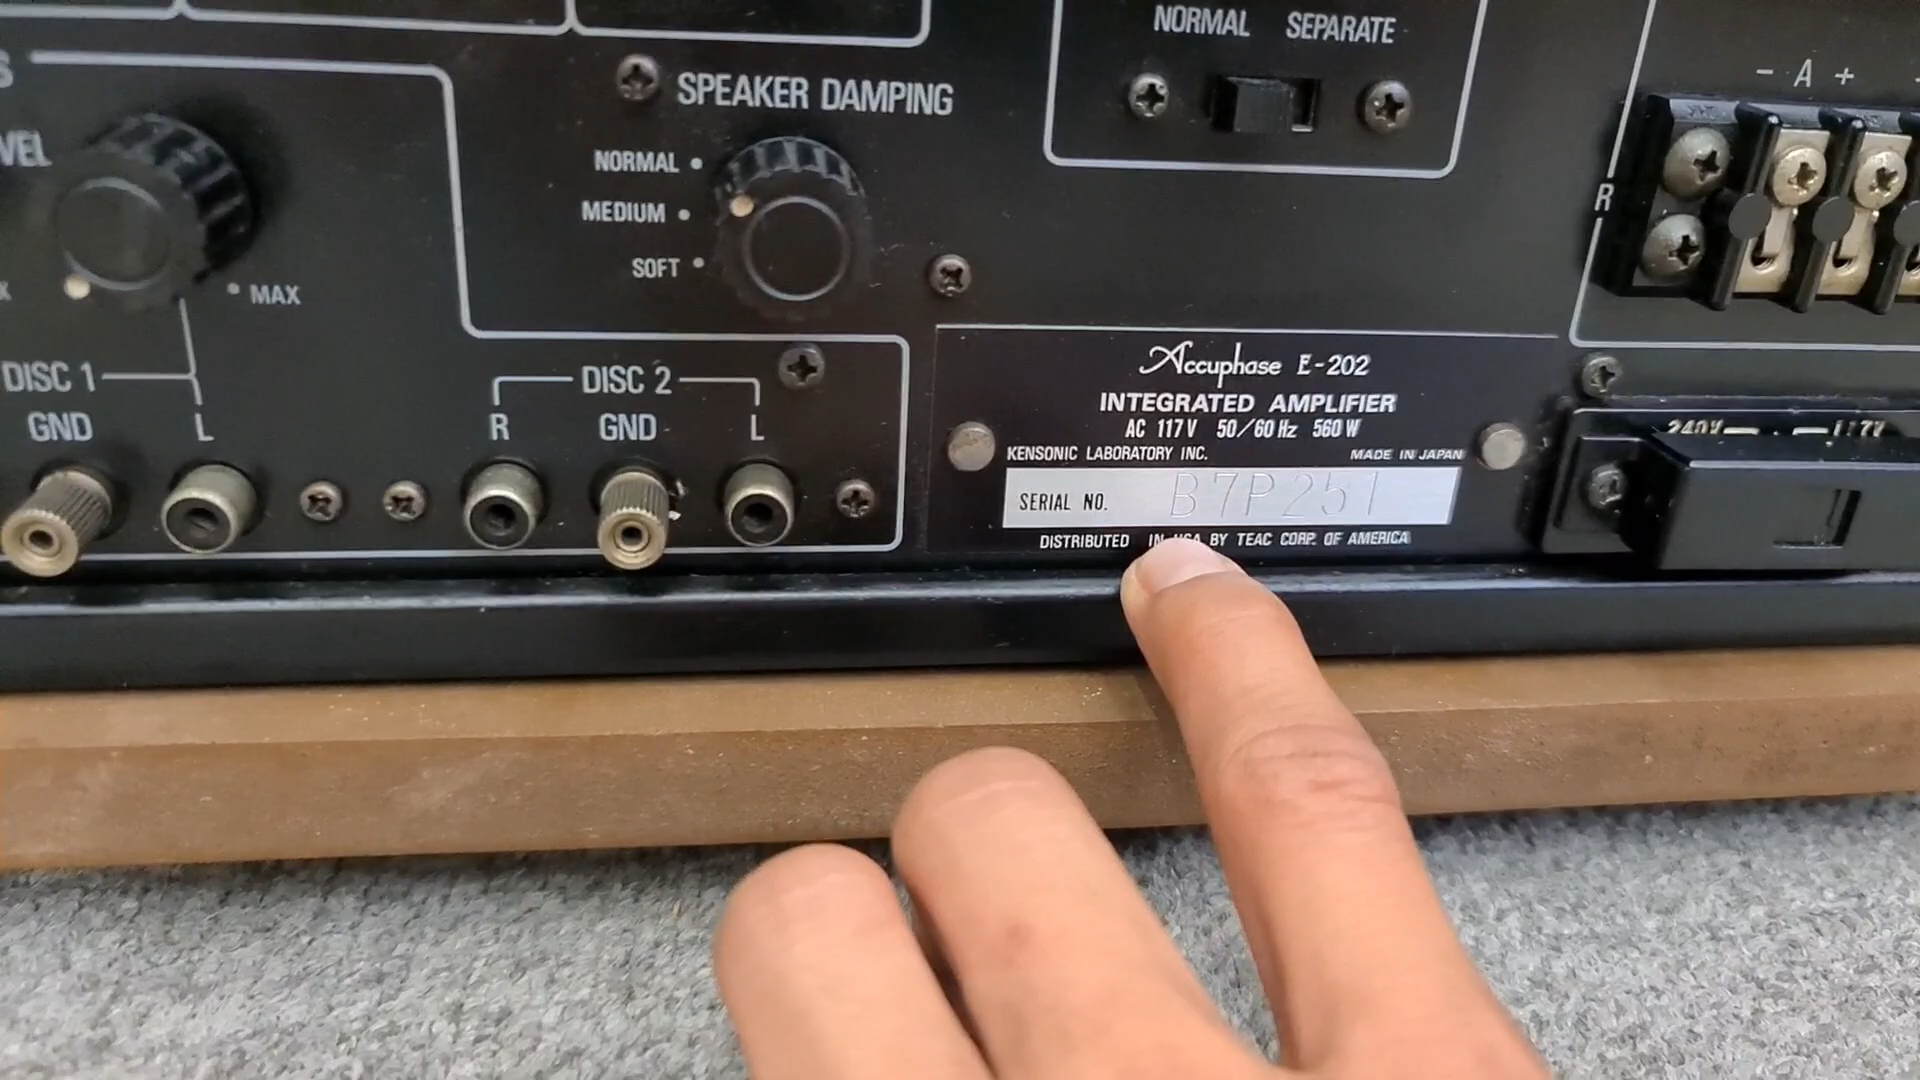 NORMAL SEPARATE
SPEAKER DAMPING
NORMAL
MEDIUM
SOFT
MAX
- A +
R
DISC 1
GND L
DISC 2
R GND L
Accuphase E-202
INTEGRATED AMPLIFIER
AC 117V 50/60Hz 560W
KENSONIC LABORATORY INC. MADE IN JAPAN
SERIAL NO. B7P251
DISTRIBUTED IN USA BY TEAC CORP. OF AMERICA
240V 117V